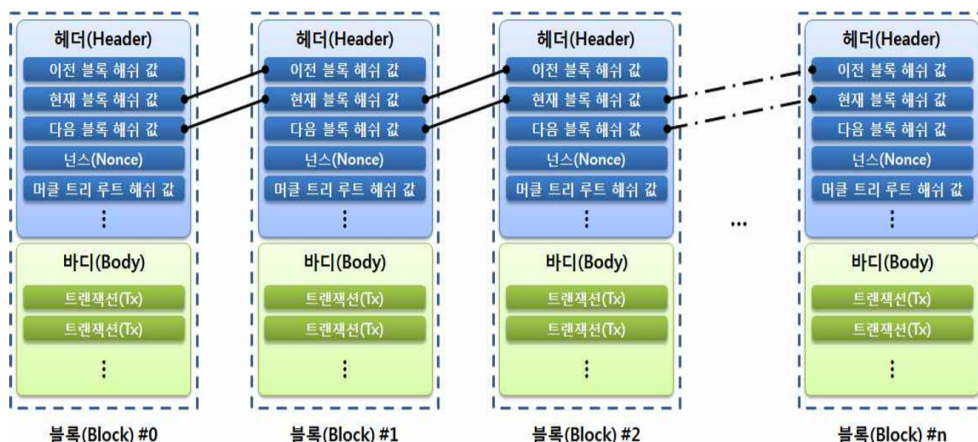 헤더(Header)
이전 블록 해쉬 값
현재 블록 해쉬 값
다음 블록 해쉬 값
넌스(Nonce)
머클 트리 루트 해쉬 값
바디(Body)
트랜잭션(Tx)
트랜잭션(Tx)
블록(Block) #0
헤더(Header)
이전 블록 해쉬 값
현재 블록 해쉬 값
다음 블록 해쉬 값
넌스(Nonce)
머클 트리 루트 해쉬 값
바디(Body)
트랜잭션(Tx)
트랜잭션(Tx)
블록(Block) #1
헤더(Header)
이전 블록 해쉬 값
현재 블록 해쉬 값
다음 블록 해쉬 값
넌스(Nonce)
머클 트리 루트 해쉬 값
바디(Body)
트랜잭션(Tx)
트랜잭션(Tx)
블록(Block) #2
...
헤더(Header)
이전 블록 해쉬 값
현재 블록 해쉬 값
다음 블록 해쉬 값
넌스(Nonce)
머클 트리 루트 해쉬 값
바디(Body)
트랜잭션(Tx)
트랜잭션(Tx)
블록(Block) #n